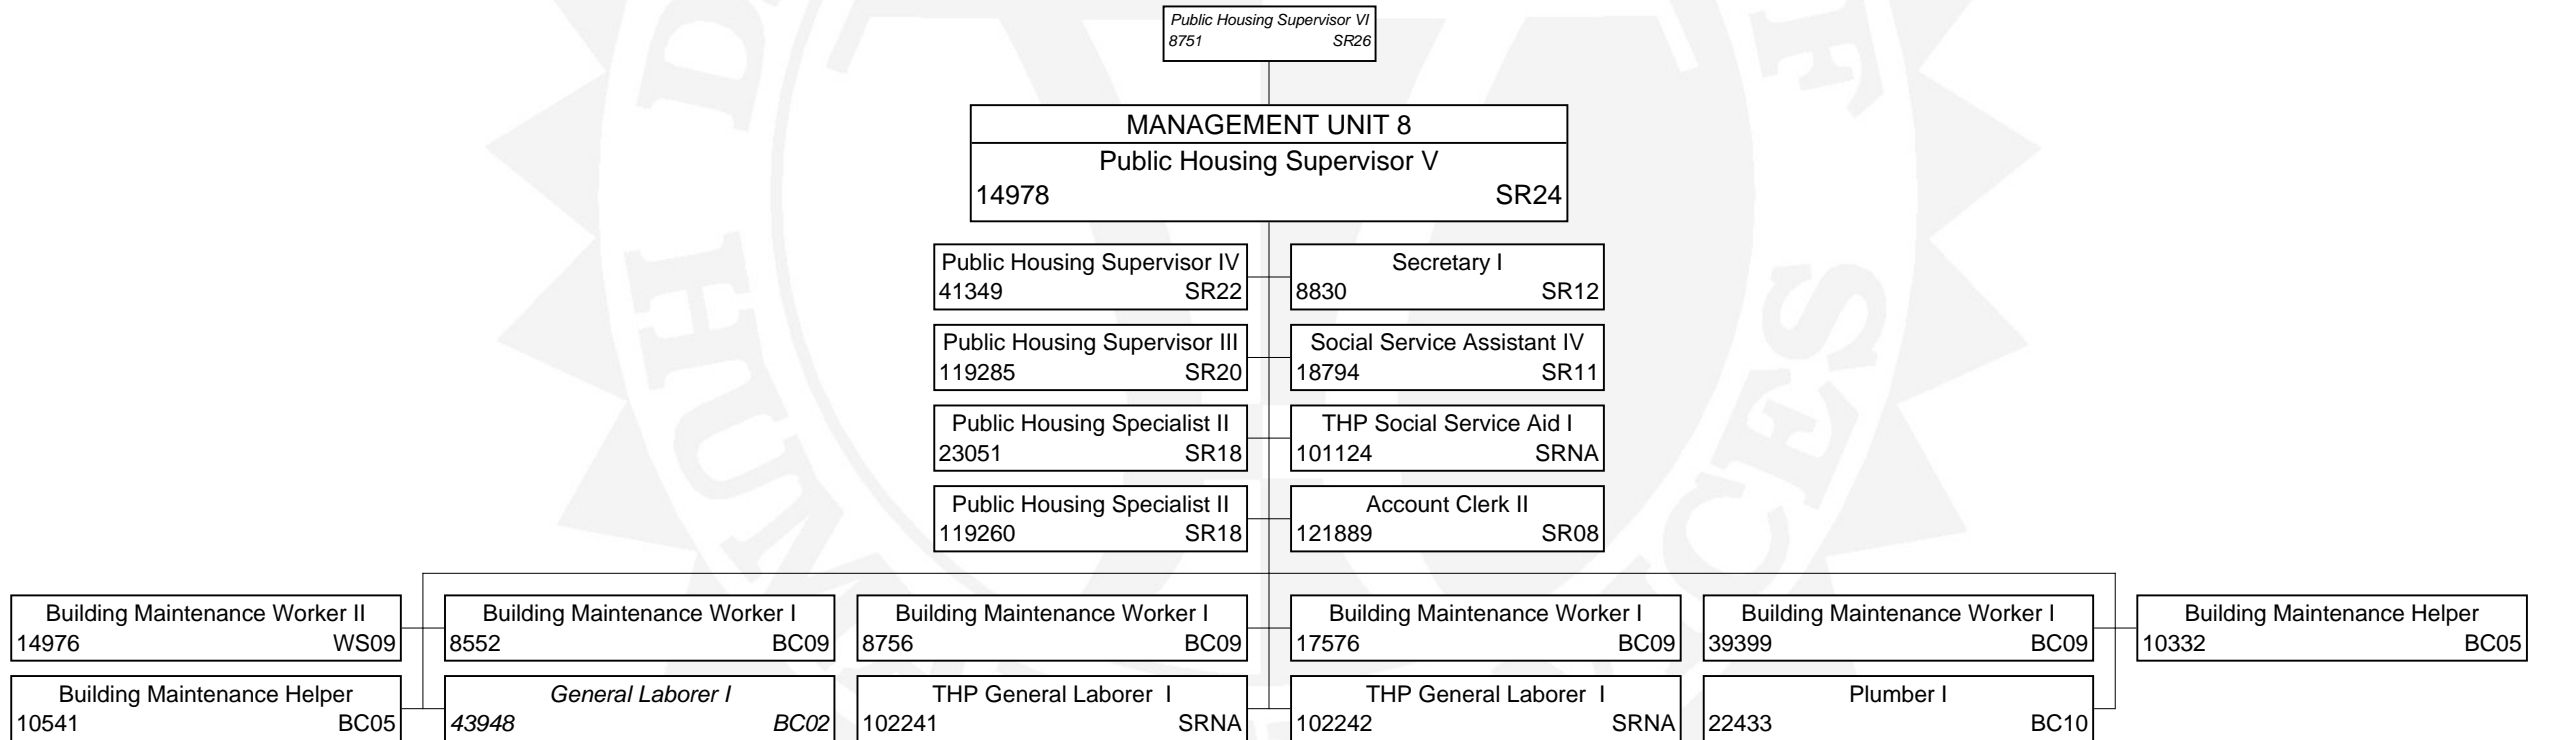 Public Housing Supervisor VI
8751 SR26
MANAGEMENT UNIT 8
Public Housing Supervisor V
14978 SR24
Public Housing Supervisor IV
41349 SR22
Secretary I
8830 SR12
Public Housing Supervisor III
119285 SR20
Social Service Assistant IV
18794 SR11
Public Housing Specialist II
23051 SR18
THP Social Service Aid I
101124 SRNA
Public Housing Specialist II
119260 SR18
Account Clerk II
121889 SR08
Building Maintenance Worker II
14976 WS09
Building Maintenance Worker I
8552 BC09
Building Maintenance Worker I
8756 BC09
Building Maintenance Worker I
17576 BC09
Building Maintenance Worker I
39399 BC09
Building Maintenance Helper
10332 BC05
Building Maintenance Helper
10541 BC05
General Laborer I
43948 BC02
THP General Laborer I
102241 SRNA
THP General Laborer I
102242 SRNA
Plumber I
22433 BC10